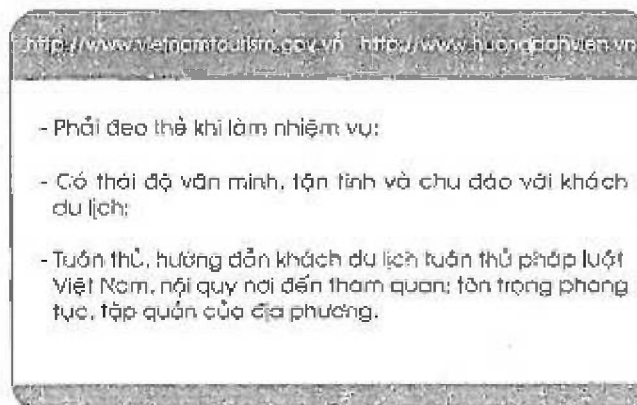 http://www.vietnamtourism.gov.vn http://www.huongdanvien.vn
- Phải đeo thẻ khi làm nhiệm vụ;
- Có thái độ văn minh, tận tình và chu đáo với khách
du lịch;
- Tuân thủ, hướng dẫn khách du lịch tuân thủ pháp luật
Việt Nam, nội quy nơi đến tham quan; tôn trọng phong
tục, tập quán của địa phương.